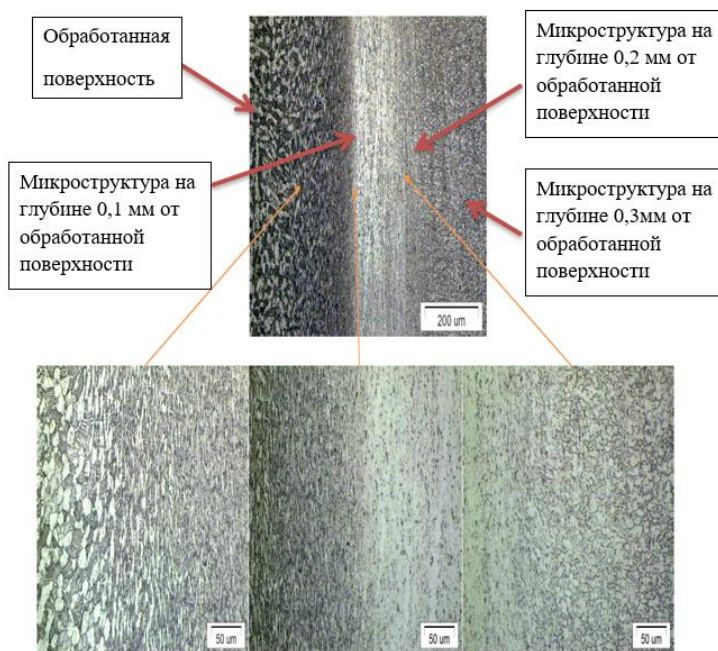 Обработанная
поверхность
Микроструктура на
глубине 0,2 мм от
обработанной
поверхности
Микроструктура на
глубине 0,1 мм от
обработанной
поверхности
Микроструктура на
глубине 0,3мм от
обработанной
поверхности
200 um
50 um
50 um
50 um